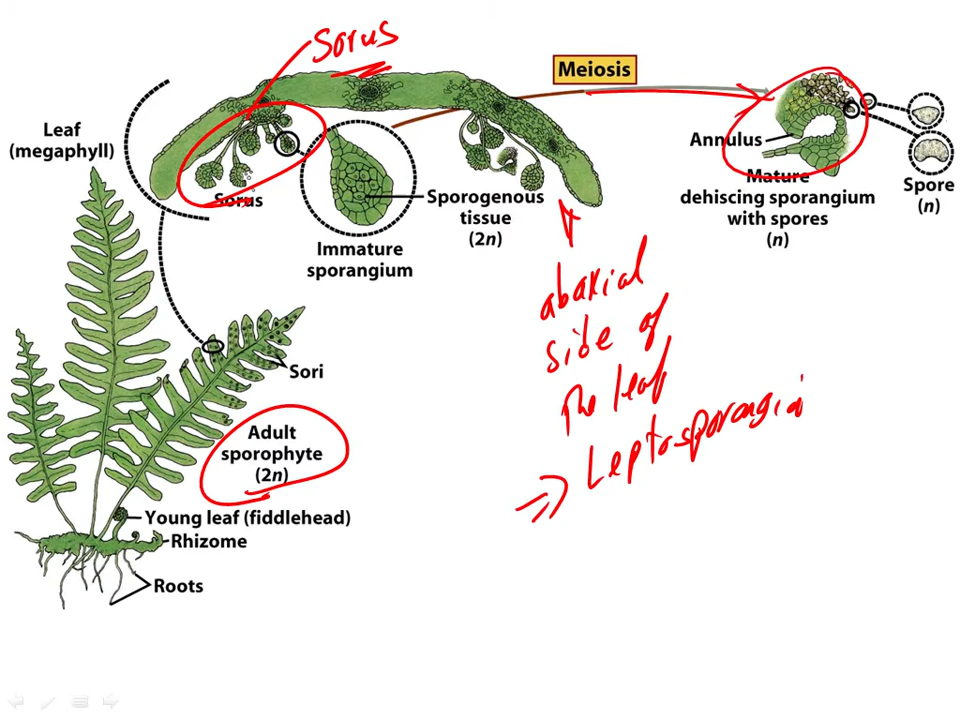 Sorus
Meiosis
Leaf
(megaphyll)
Annulus
Sorus
Sporogenous
tissue
(2n)
Immature
sporangium
Mature
dehiscing sporangium
with spores
(n)
Spore
(n)
abaxial
side of
The leaf
=> Leptosporangia
Sori
Adult
sporophyte
(2n)
Young leaf (fiddlehead)
Rhizome
Roots